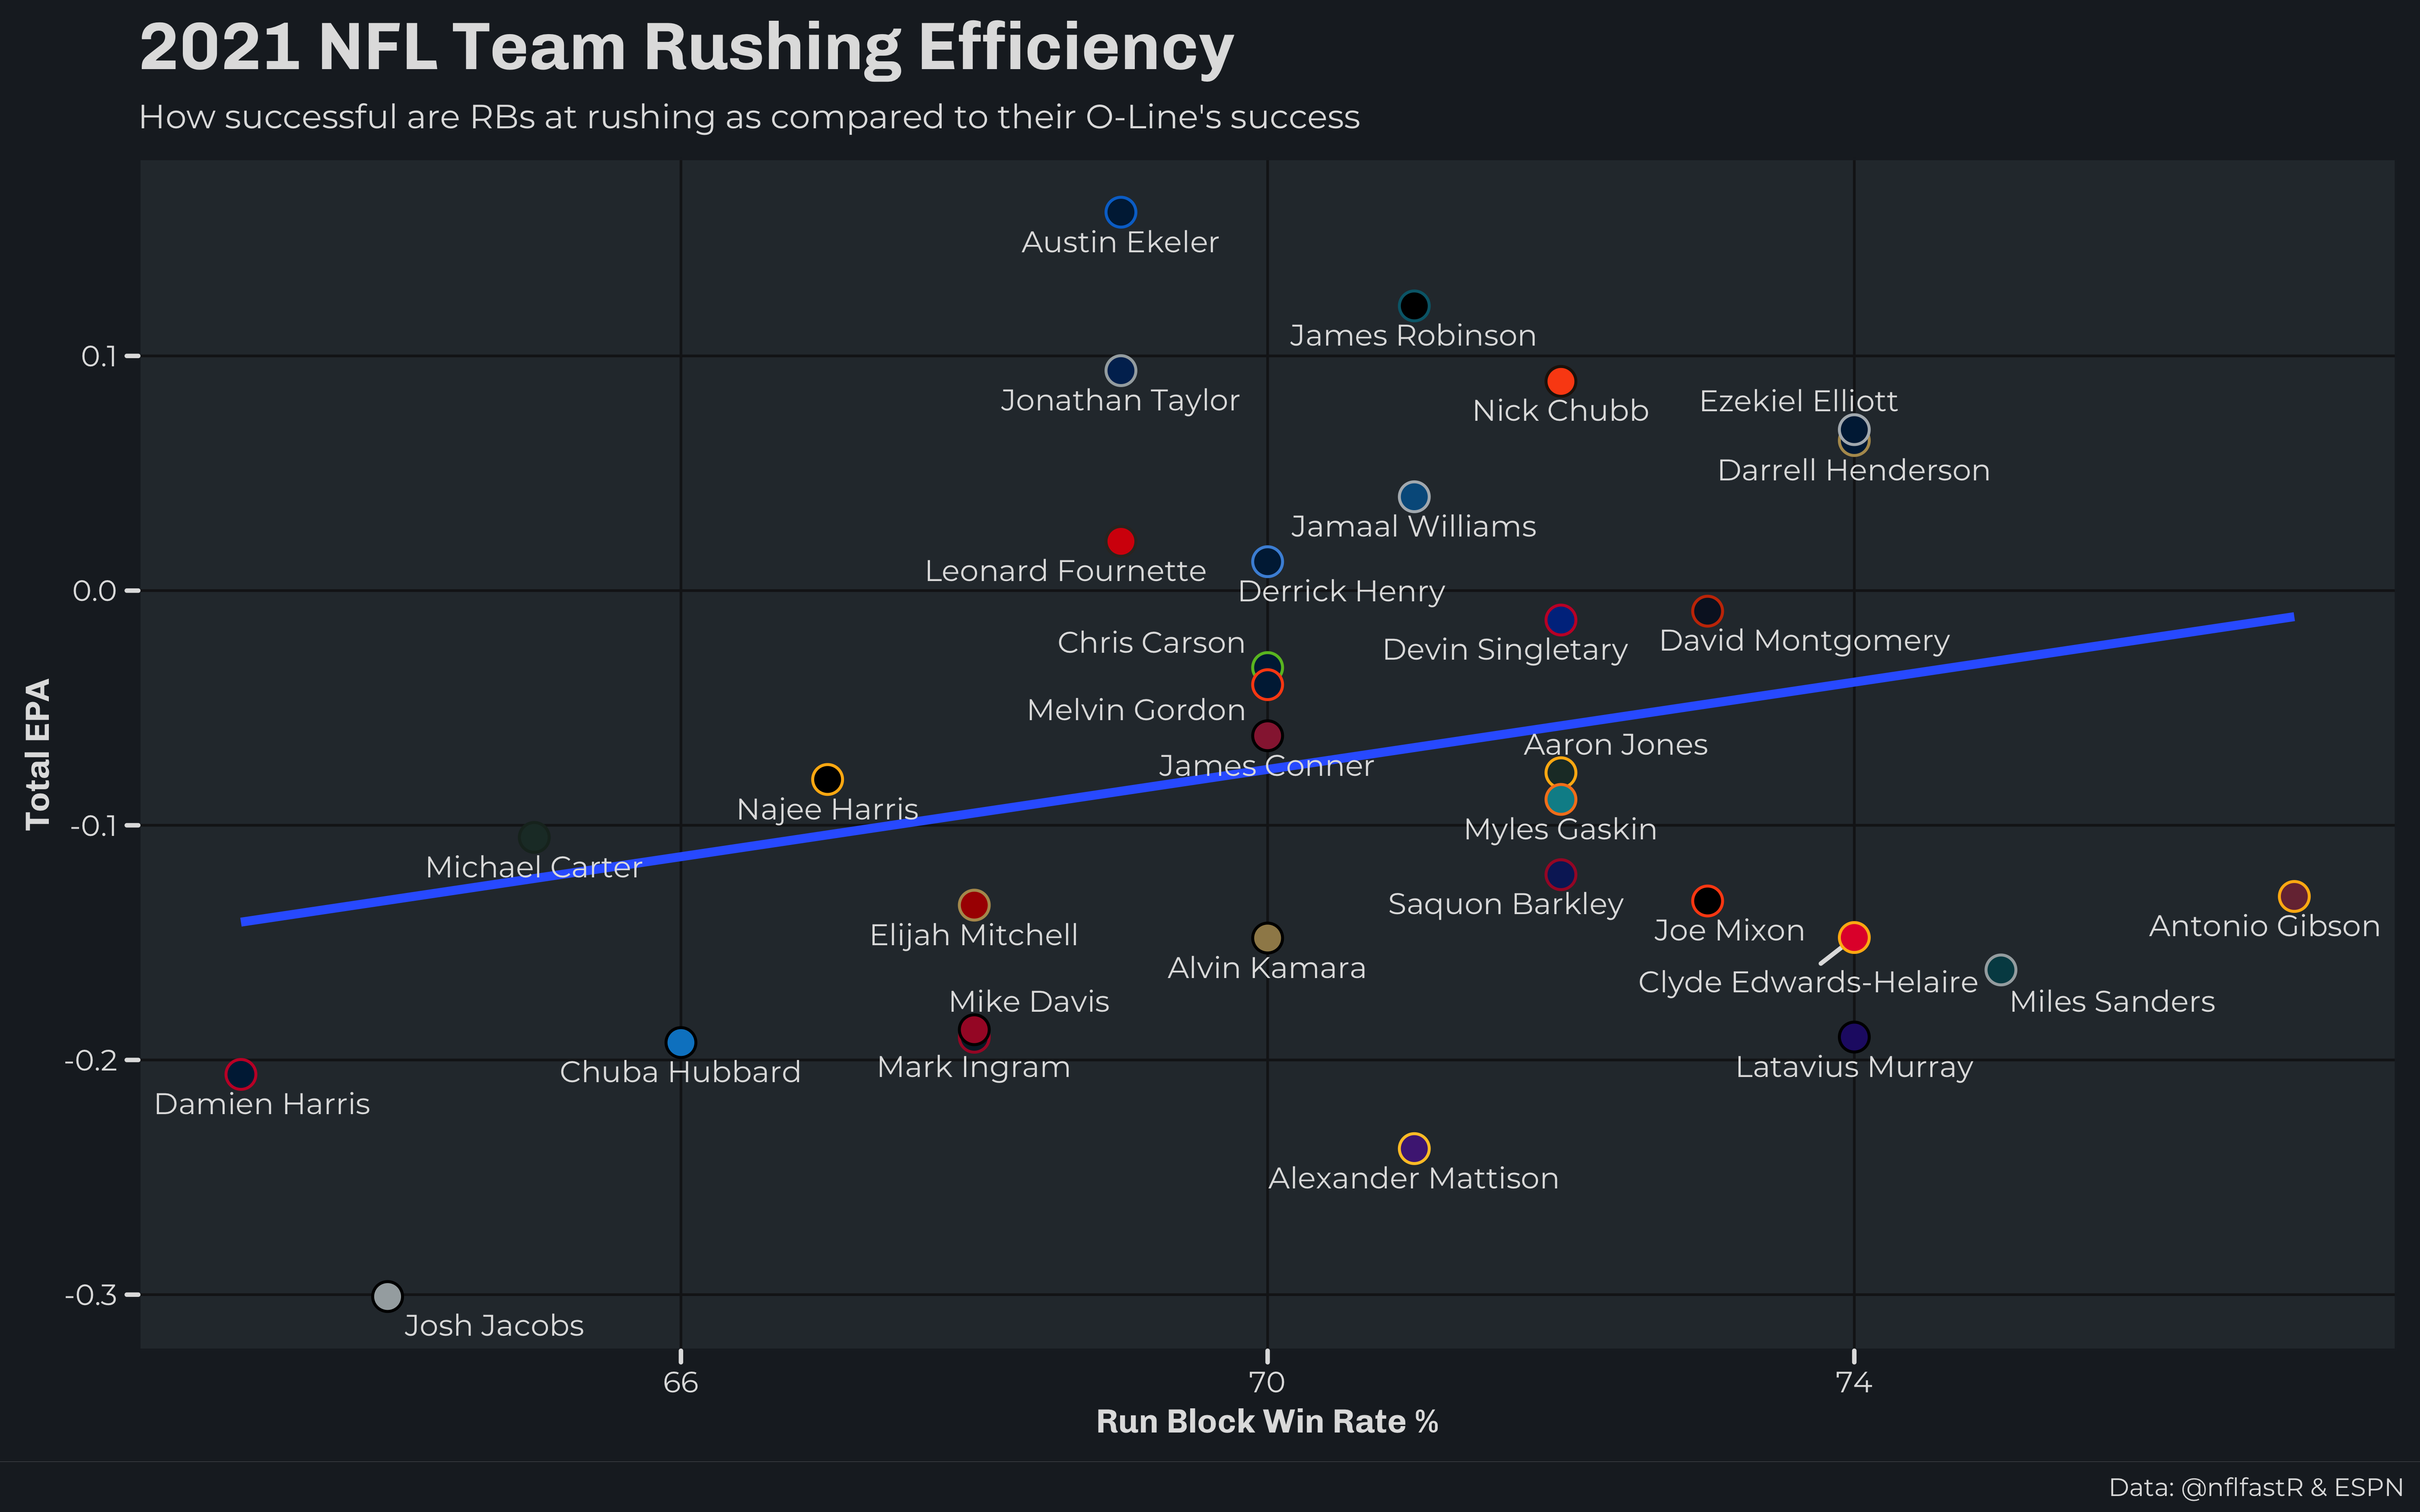 2021 NFL Team Rushing Efficiency
How successful are RBs at rushing as compared to their O-Line's success
Austin Ekeler
James Robinson
0.1
Jonathan Taylor
Nick Chubb
Ezekiel Elliott
Darrell Henderson
Jamaal Williams
Leonard Fournette
0.0
Derrick Henry
Chris Carson
Devin Singletary
David Montgomery
Melvin Gordon
Total EPA
Aaron Jones
James Conner
Najee Harris
-0.1
Myles Gaskin
Michael Carter
Saquon Barkley
Antonio Gibson
Joe Mixon
Elijah Mitchell
Alvin Kamara
Clyde Edwards-Helaire
Mike Davis
Miles Sanders
-0.2
Mark Ingram
Latavius Murray
Chuba Hubbard
Damien Harris
Alexander Mattison
-0.3
Josh Jacobs
66
70
74
Run Block Win Rate %
Data: @nflfastR & ESPN